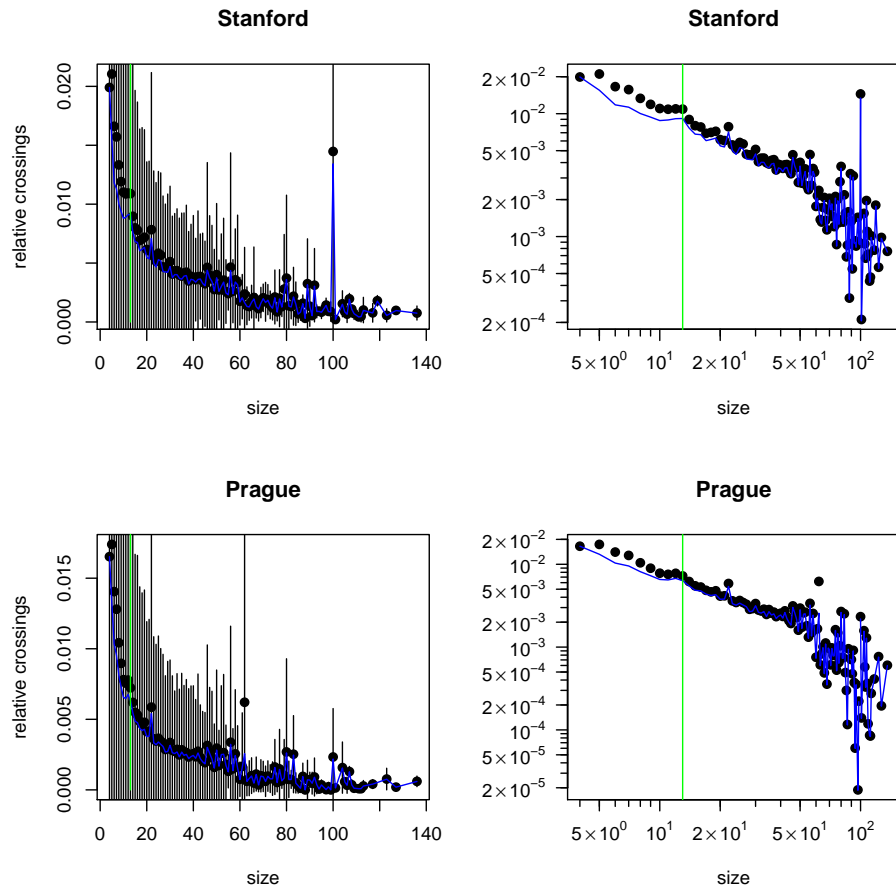 Stanford
relative crossings
0.020
0.010
0.000
0 20 40 60 80 100 140
size
Stanford
2×10⁻²
10⁻²
5×10⁻³
2×10⁻³
10⁻³
5×10⁻⁴
2×10⁻⁴
5×10⁰ 10¹ 2×10¹ 5×10¹ 10²
size
Prague
relative crossings
0.015
0.010
0.005
0.000
0 20 40 60 80 100 140
size
Prague
2×10⁻²
10⁻²
5×10⁻³
2×10⁻³
10⁻³
5×10⁻⁴
2×10⁻⁴
10⁻⁴
5×10⁻⁵
2×10⁻⁵
5×10⁰ 10¹ 2×10¹ 5×10¹ 10²
size